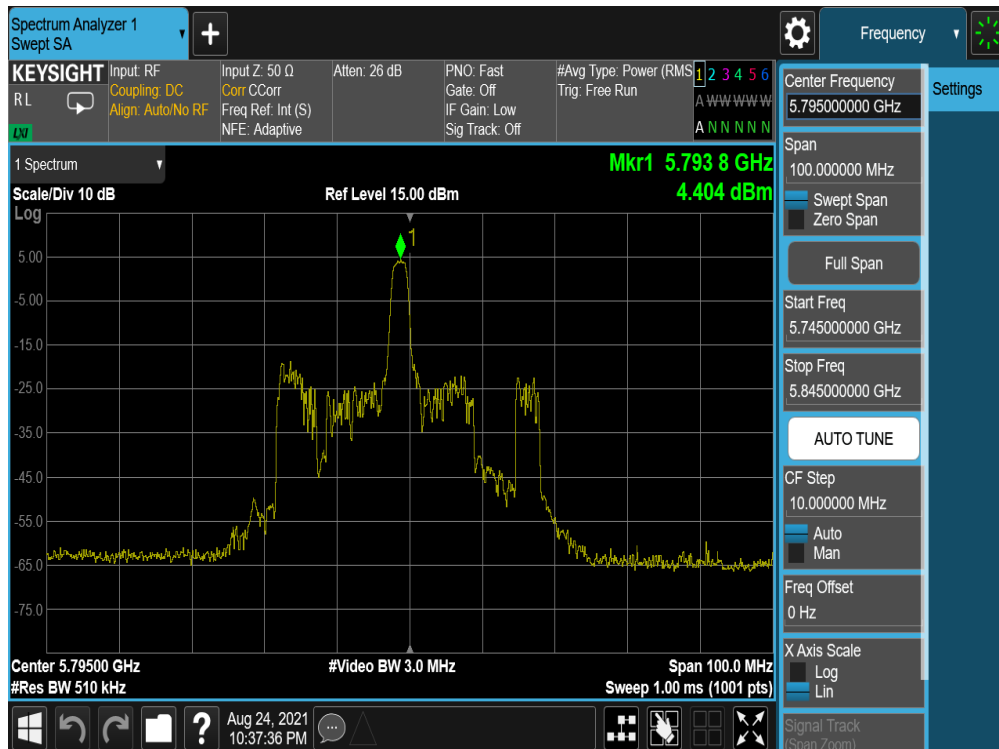 Spectrum Analyzer 1
Swept SA
+
Frequency
KEYSIGHT
R L
LXI
Input: RF
Coupling: DC
Align: Auto/No RF
Input Z: 50 Ω
Corr CCorr
Freq Ref: Int (S)
NFE: Adaptive
Atten: 26 dB
PNO: Fast
Gate: Off
IF Gain: Low
Sig Track: Off
#Avg Type: Power (RMS
Trig: Free Run
1 2 3 4 5 6
A W W W W W
A N N N N N
1 Spectrum
Scale/Div 10 dB
Log
Ref Level 15.00 dBm
Mkr1 5.793 8 GHz
4.404 dBm
1
5.00
-5.00
-15.0
-25.0
-35.0
-45.0
-55.0
-65.0
-75.0
Center 5.79500 GHz
#Res BW 510 kHz
#Video BW 3.0 MHz
Span 100.0 MHz
Sweep 1.00 ms (1001 pts)
?
Aug 24, 2021
10:37:36 PM
Center Frequency
5.795000000 GHz
Settings
Span
100.000000 MHz
Swept Span
Zero Span
Full Span
Start Freq
5.745000000 GHz
Stop Freq
5.845000000 GHz
AUTO TUNE
CF Step
10.000000 MHz
Auto
Man
Freq Offset
0 Hz
X Axis Scale
Log
Lin
Signal Track
(Span Zoom)